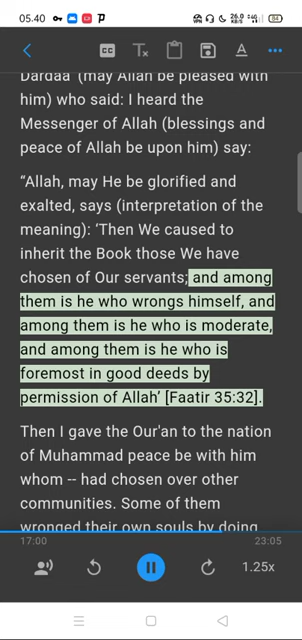 05.40
26.0
KB/S
84
CC
A
Dardaa (may Allah be pleased with
him) who said: I heard the
Messenger of Allah (blessings and
peace of Allah be upon him) say:
“Allah, may He be glorified and
exalted, says (interpretation of the
meaning): ‘Then We caused to
inherit the Book those We have
chosen of Our servants; and among
them is he who wrongs himself, and
among them is he who is moderate,
and among them is he who is
foremost in good deeds by
permission of Allah’ [Faatir 35:32].
Then I gave the Our'an to the nation
of Muhammad peace be with him
whom -- had chosen over other
communities. Some of them
wronged their own souls by doing
17:00
23:05
1.25x